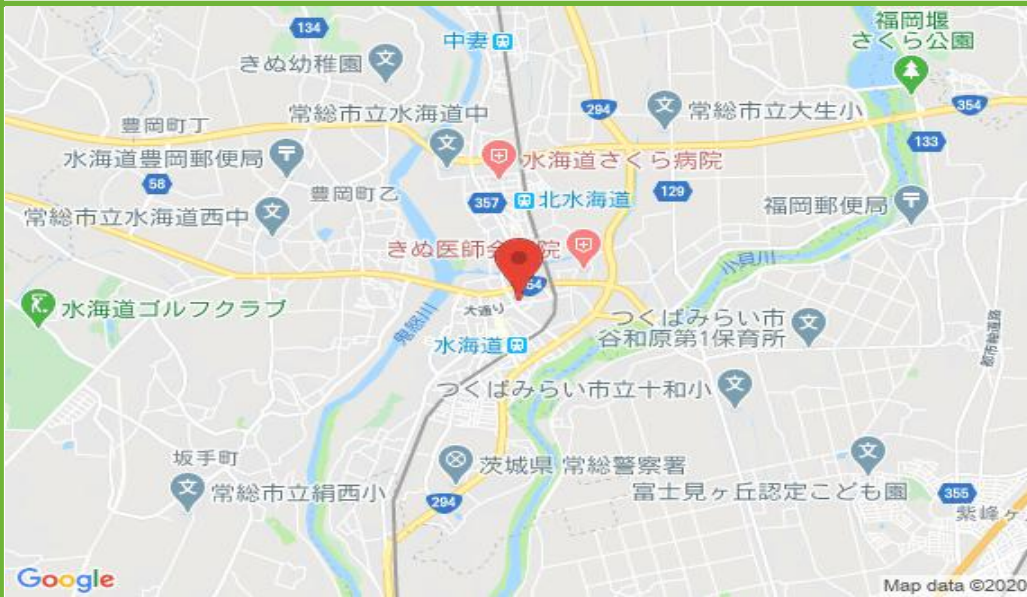 134
中妻
福岡堰
さくら公園
きぬ幼稚園
常総市立水海道中
294
常総市立大生小
354
豊岡町丁
133
水海道豊岡郵便局
水海道さくら病院
58
豊岡町乙
357
北水海道
129
福岡郵便局
常総市立水海道西中
きぬ医師会
院
小貝川
水海道ゴルフクラブ
大通り
鬼怒川
つくばみらい市
谷和原第1保育所
都市軸道路
水海道
つくばみらい市立十和小
坂手町
茨城県 常総警察署
常総市立絹西小
294
富士見ヶ丘認定こども園
355
紫峰ヶ
Google
Map data ©2020